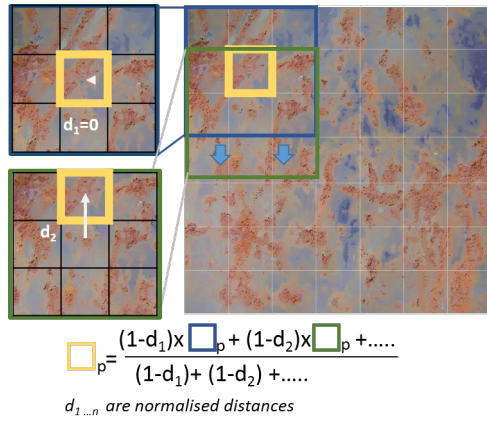 d1=0
d2
p= (1-d1)x p + (1-d2)x p +.....
(1-d1)+ (1-d2) +.....
d1 ...n are normalised distances